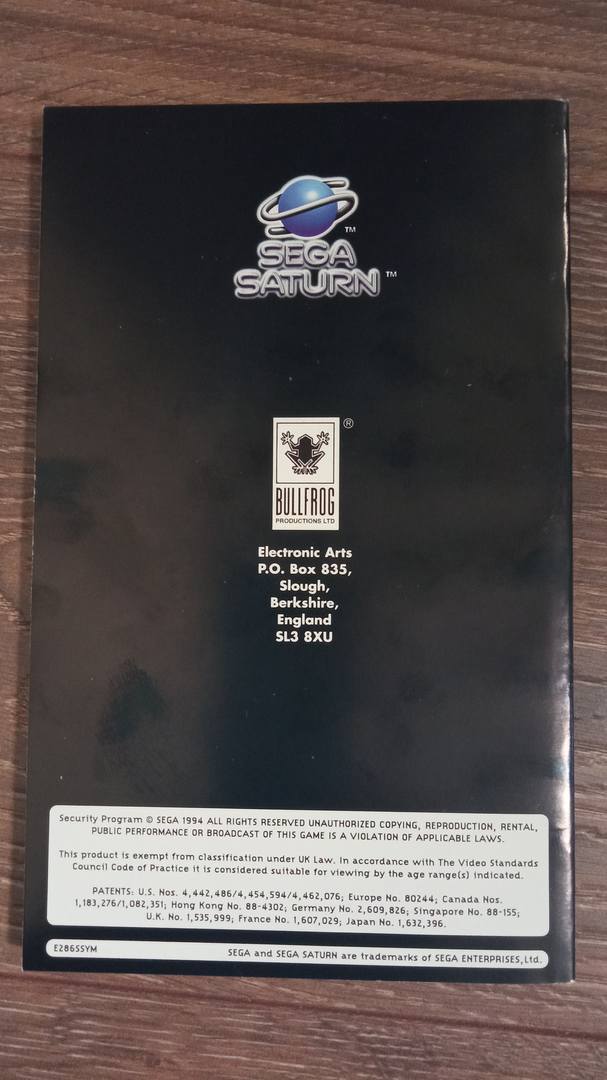 TM
SEGA
SATURN TM
®
BULLFROG
PRODUCTIONS LTD
Electronic Arts
P.O. Box 835,
Slough,
Berkshire,
England
SL3 8XU
Security Program © SEGA 1994 ALL RIGHTS RESERVED UNAUTHORIZED COPYING, REPRODUCTION, RENTAL,
PUBLIC PERFORMANCE OR BROADCAST OF THIS GAME IS A VIOLATION OF APPLICABLE LAWS.
This product is exempt from classification under UK Law. In accordance with The Video Standards
Council Code of Practice it is considered suitable for viewing by the age range(s) indicated.
PATENTS: U.S. Nos. 4,442,486/4,454,594/4,462,076; Europe No. 80244; Canada Nos.
1,183,276/1,082,351; Hong Kong No. 88-4302; Germany No. 2,609,826; Singapore No. 88-155;
U.K. No. 1,535,999; France No. 1,607,029; Japan No. 1,632,396.
E2865SYM
SEGA and SEGA SATURN are trademarks of SEGA ENTERPRISES,Ltd.